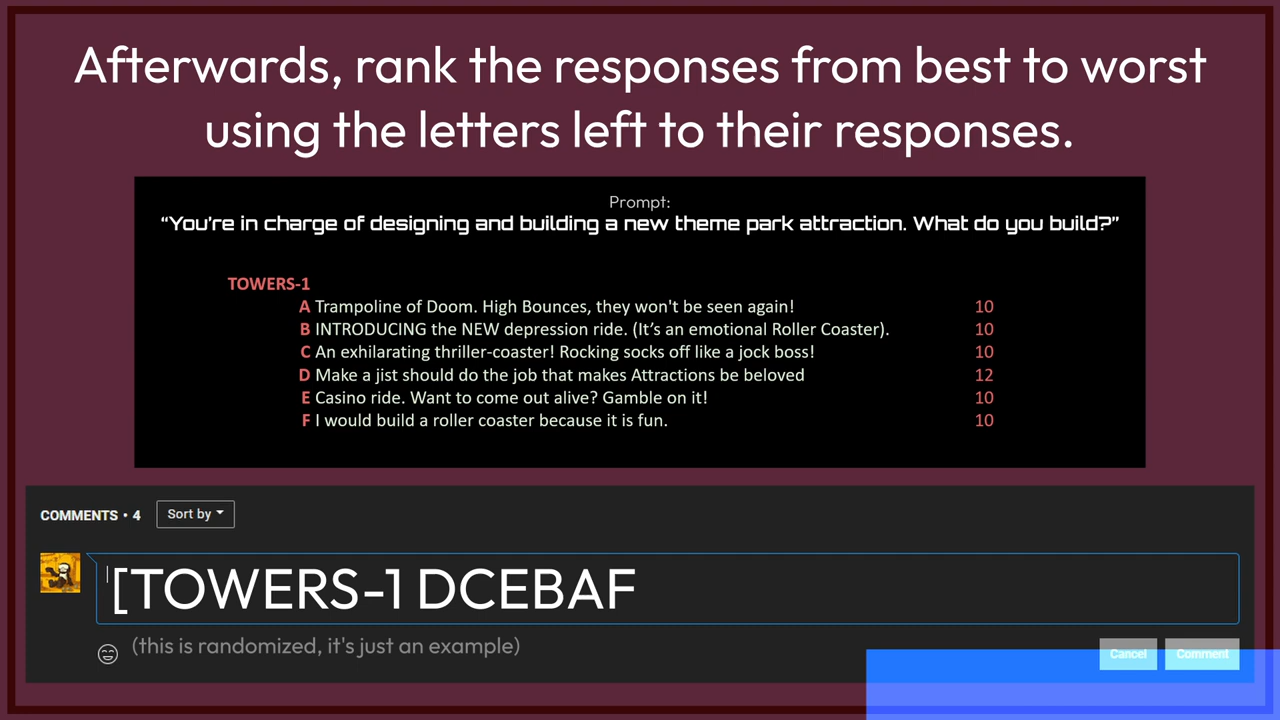 Afterwards, rank the responses from best to worst
using the letters left to their responses.
Prompt:
“You’re in charge of designing and building a new theme park attraction. What do you build?”
TOWERS-1
A Trampoline of Doom. High Bounces, they won't be seen again! 10
B INTRODUCING the NEW depression ride. (It’s an emotional Roller Coaster). 10
C An exhilarating thriller-coaster! Rocking socks off like a jock boss! 10
D Make a jist should do the job that makes Attractions be beloved 12
E Casino ride. Want to come out alive? Gamble on it! 10
F I would build a roller coaster because it is fun. 10
COMMENTS • 4 Sort by
[TOWERS-1 DCEBAF
(this is randomized, it's just an example)
Cancel Comment